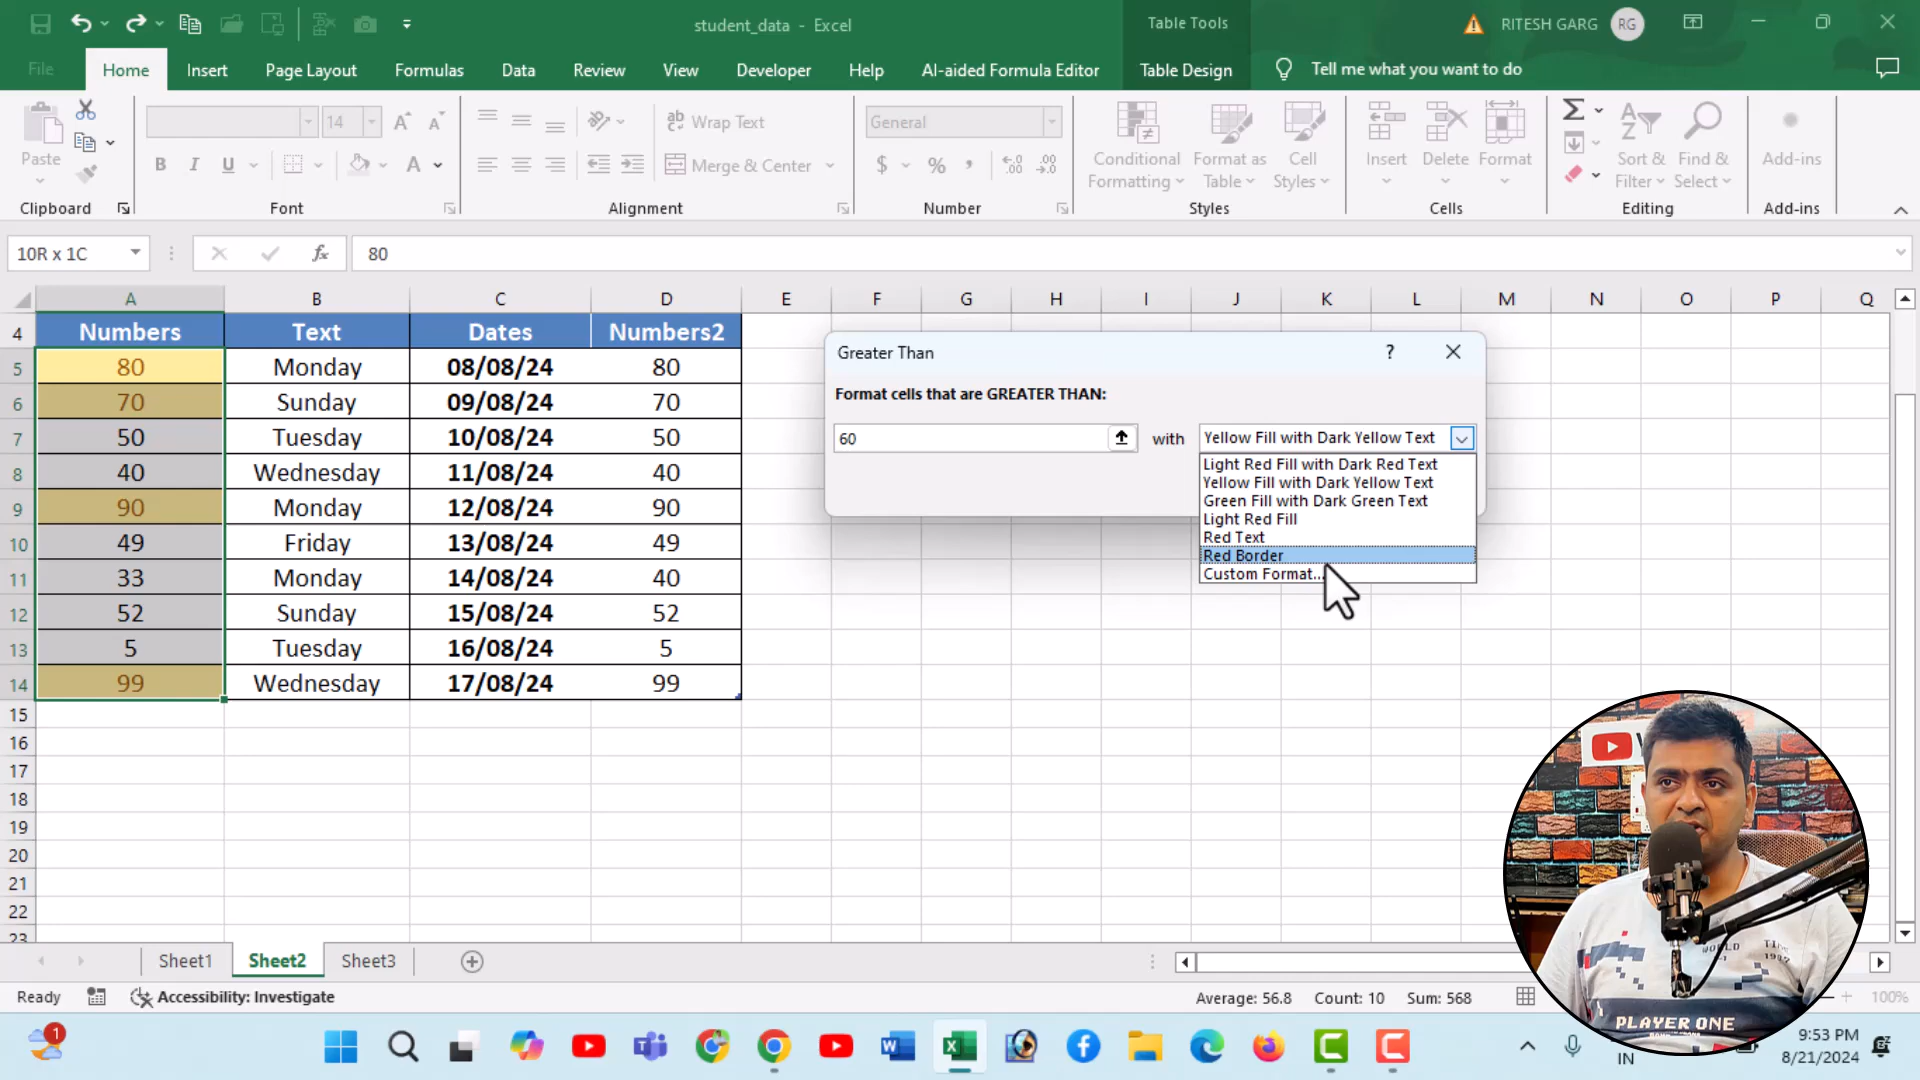 student_data - Excel
Table Tools
RITESH GARG
RG
File
Home
Insert
Page Layout
Formulas
Data
Review
View
Developer
Help
AI-aided Formula Editor
Table Design
Tell me what you want to do
Paste
14
Wrap Text
Merge & Center
General
Conditional
Formatting
Format as
Table
Cell
Styles
Insert
Delete
Format
Sort &
Filter
Find &
Select
Add-ins
Clipboard
Font
Alignment
Number
Styles
Cells
Editing
Add-ins
10R x 1C
fx
80
A B C D E F G H I J K L M N O P Q
4 Numbers Text Dates Numbers2
5 80 Monday 08/08/24 80
6 70 Sunday 09/08/24 70
7 50 Tuesday 10/08/24 50
8 40 Wednesday 11/08/24 40
9 90 Monday 12/08/24 90
10 49 Friday 13/08/24 49
11 33 Monday 14/08/24 40
12 52 Sunday 15/08/24 52
13 5 Tuesday 16/08/24 5
14 99 Wednesday 17/08/24 99
15
16
17
18
19
20
21
22
23
Greater Than
?
Format cells that are GREATER THAN:
60
with
Yellow Fill with Dark Yellow Text
Light Red Fill with Dark Red Text
Yellow Fill with Dark Yellow Text
Green Fill with Dark Green Text
Light Red Fill
Red Text
Red Border
Custom Format...
PLAYER ONE
Sheet1
Sheet2
Sheet3
Ready
Accessibility: Investigate
Average: 56.8
Count: 10
Sum: 568
100%
1
IN
9:53 PM
8/21/2024